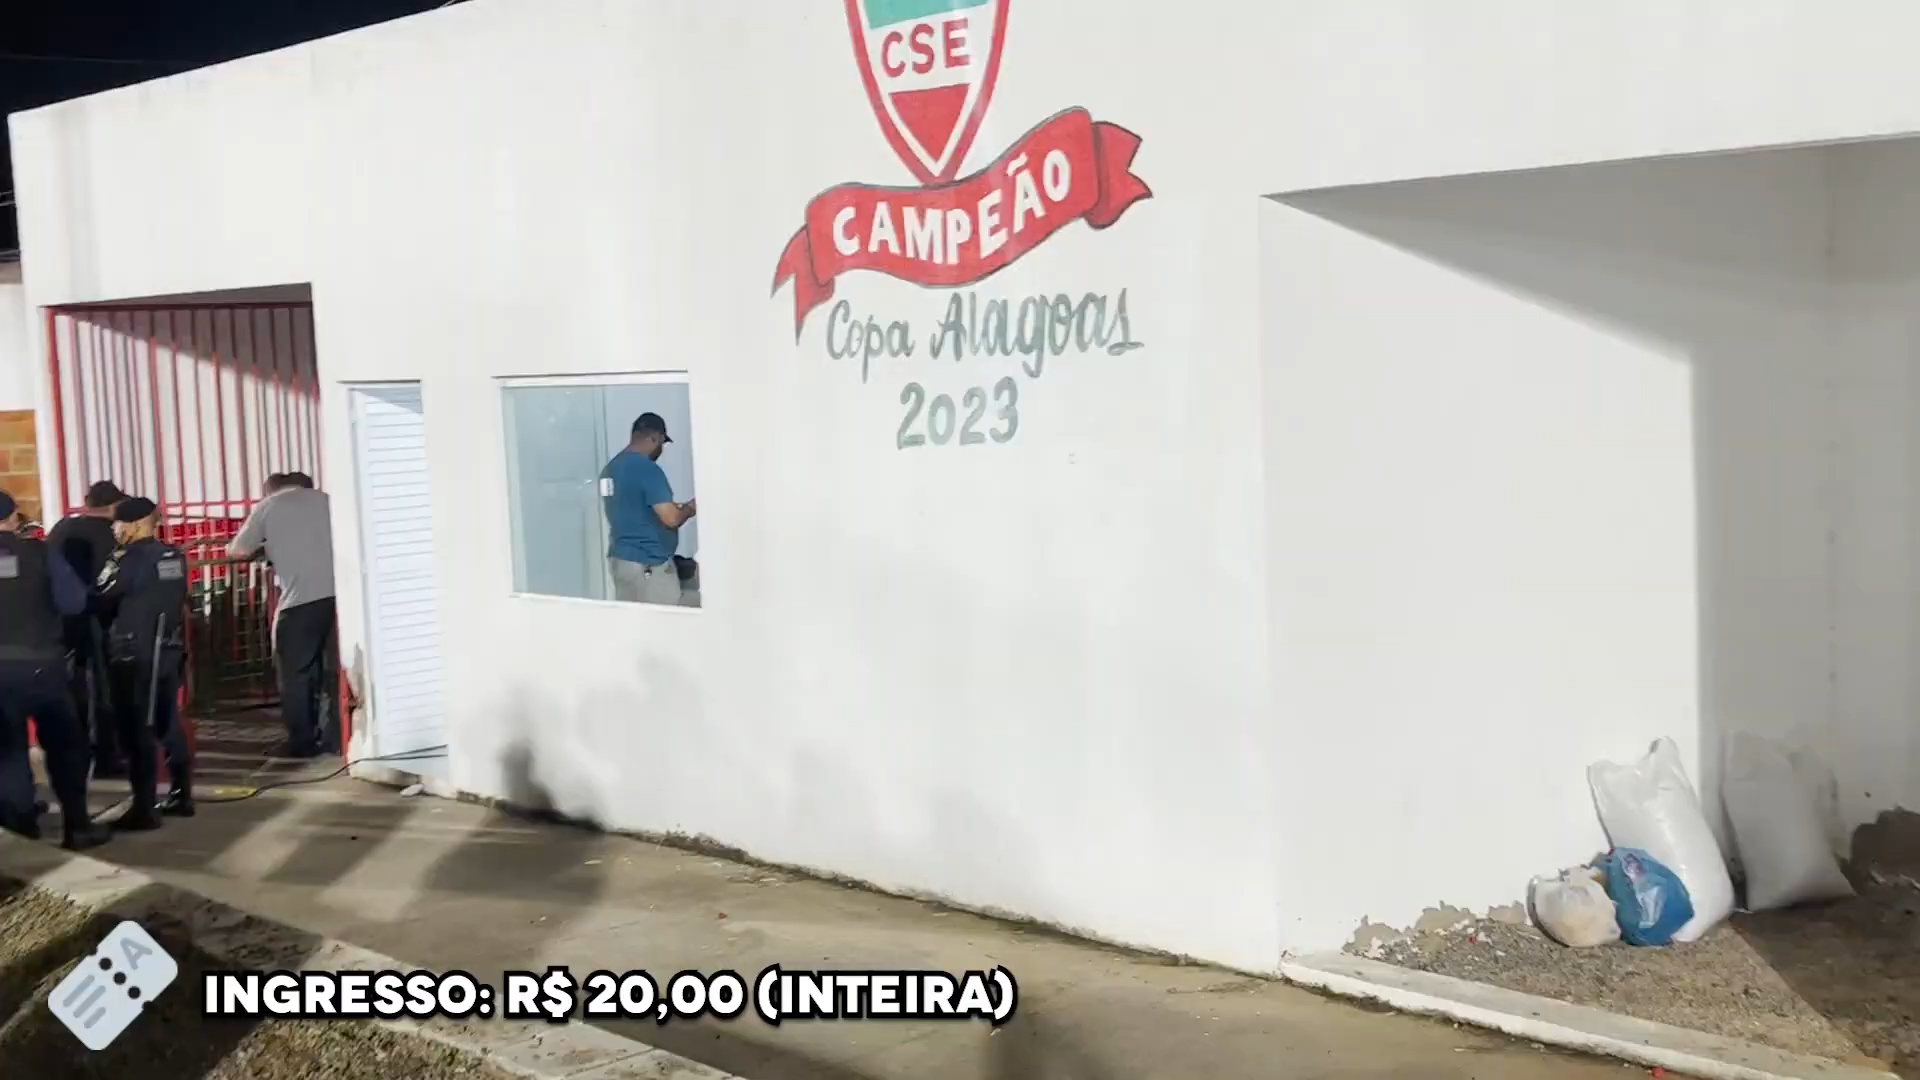 CSE
CAMPEÃO
Copa Alagoas
2023
INGRESSO: R$ 20,00 (INTEIRA)